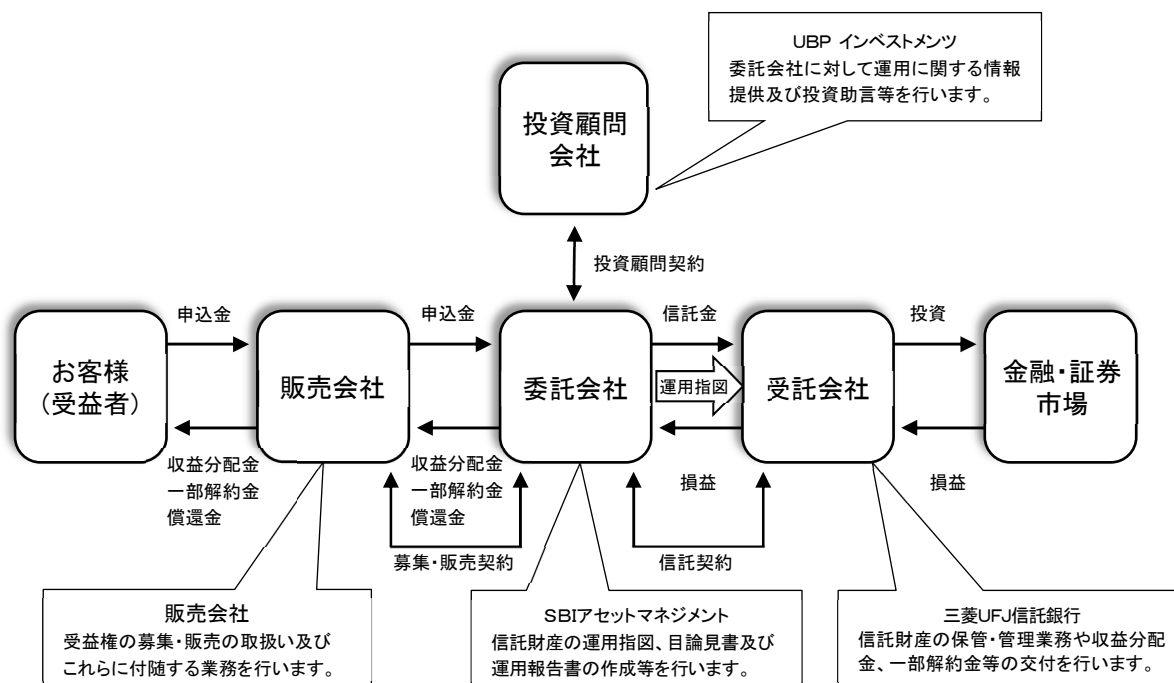 UBP インベストメンツ
委託会社に対して運用に関する情報
提供及び投資助言等を行います。
投資顧問
会社
投資顧問契約
申込金
申込金
信託金
投資
お客様
(受益者)
販売会社
委託会社
運用指図
受託会社
金融・証券
市場
収益分配金
一部解約金
償還金
収益分配金
一部解約金
償還金
損益
損益
募集・販売契約
信託契約
販売会社
受益権の募集・販売の取扱い及び
これらに付随する業務を行います。
SBIアセットマネジメント
信託財産の運用指図、目論見書及び
運用報告書の作成等を行います。
三菱UFJ信託銀行
信託財産の保管・管理業務や収益分配
金、一部解約金等の交付を行います。